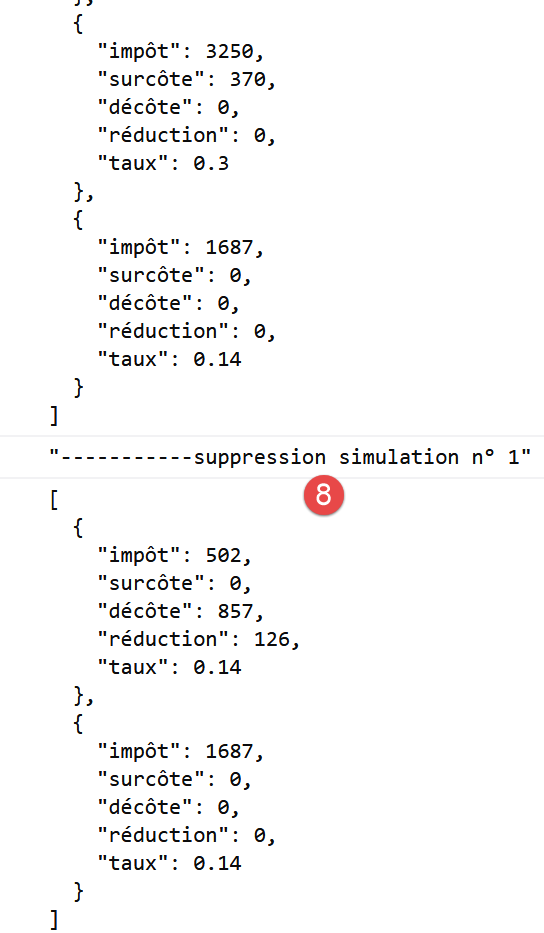 },
{
"impôt": 3250,
"surcôte": 370,
"décôte": 0,
"réduction": 0,
"taux": 0.3
},
{
"impôt": 1687,
"surcôte": 0,
"décôte": 0,
"réduction": 0,
"taux": 0.14
}
]
"-----------suppression simulation n° 1"
8
[
{
"impôt": 502,
"surcôte": 0,
"décôte": 857,
"réduction": 126,
"taux": 0.14
},
{
"impôt": 1687,
"surcôte": 0,
"décôte": 0,
"réduction": 0,
"taux": 0.14
}
]